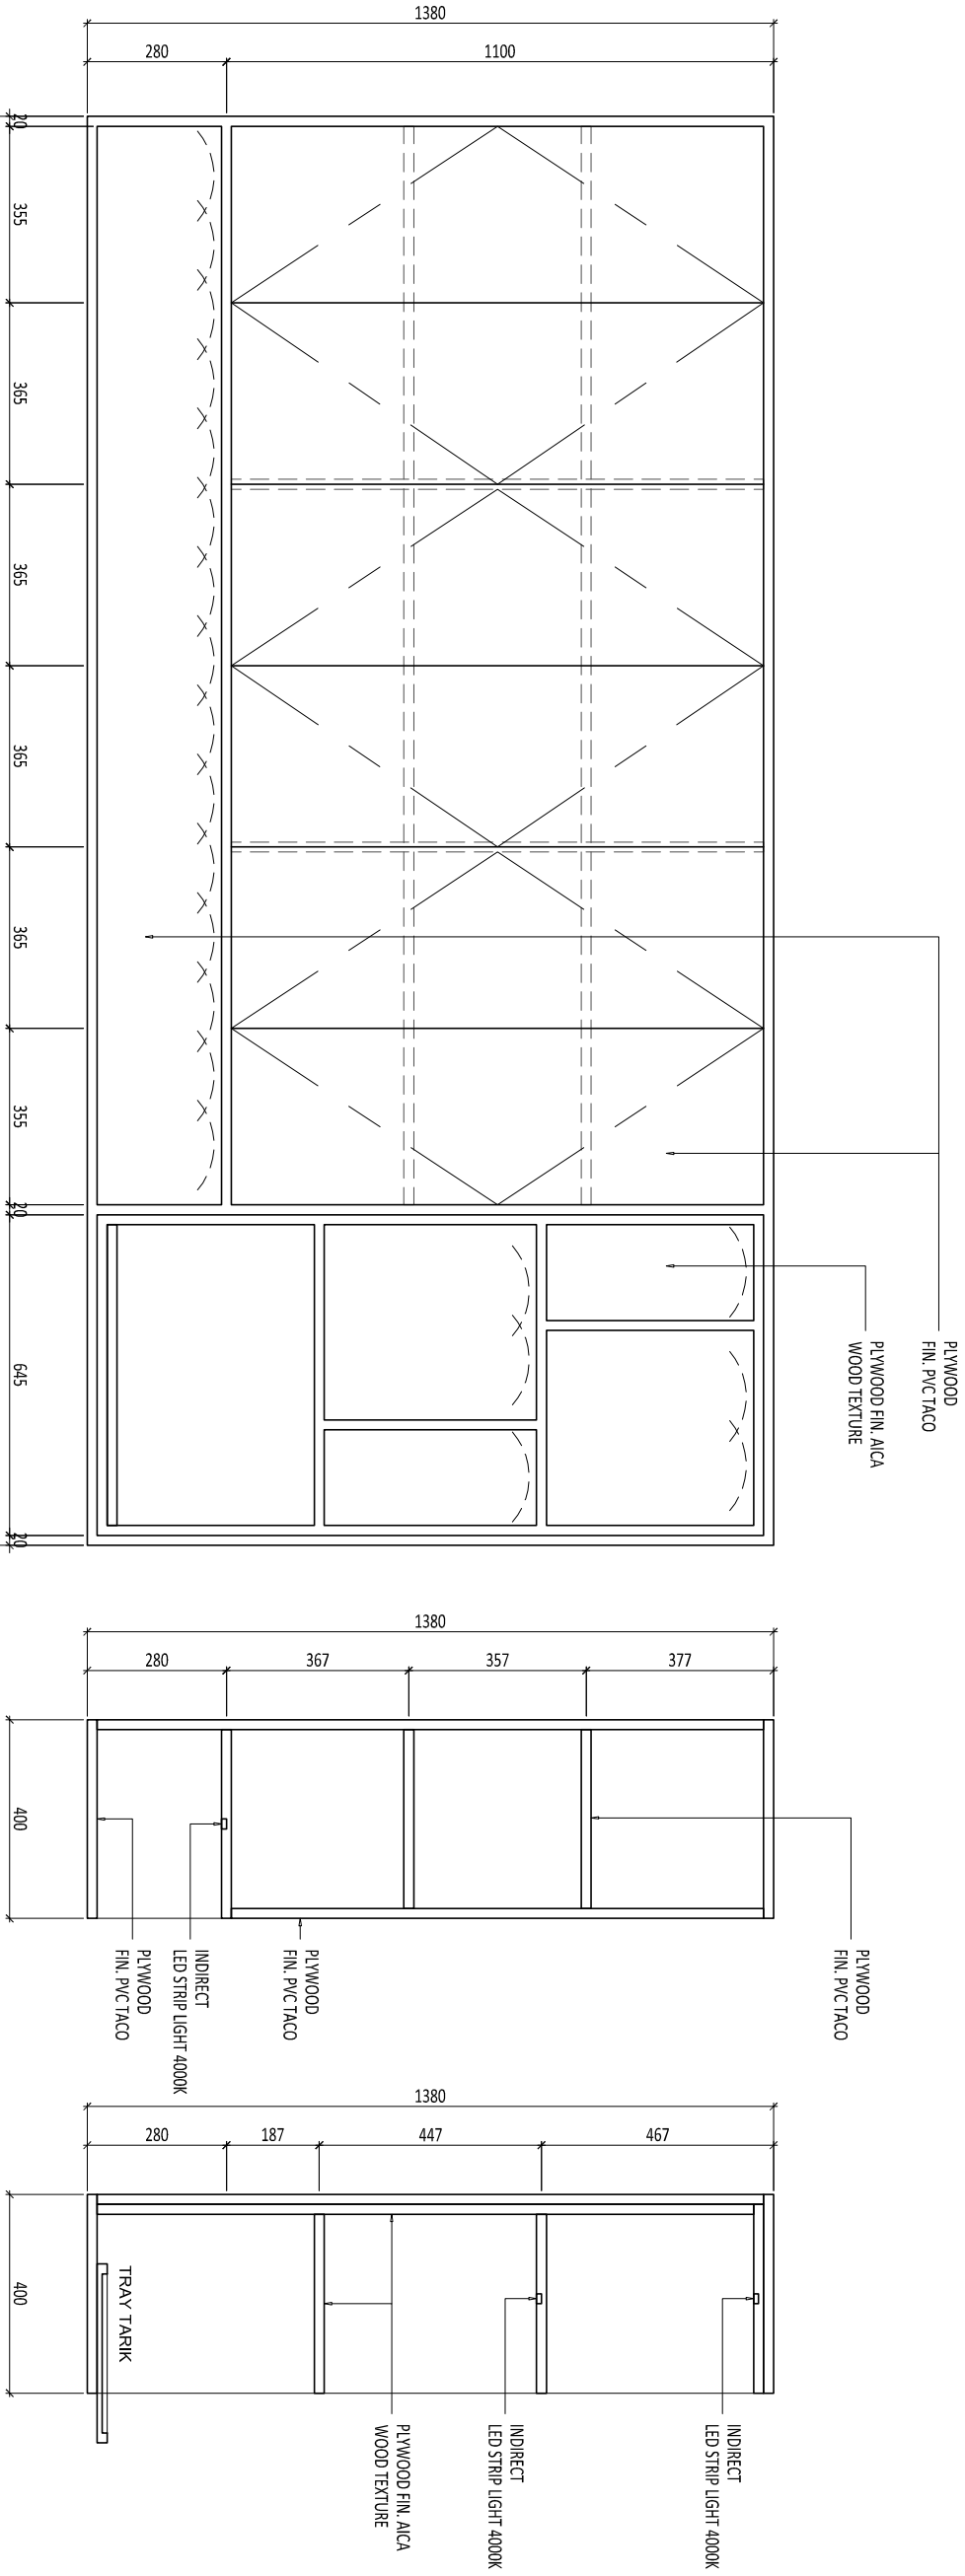 1380
280
1100
20
355
365
365
365
365
355
20
645
20
PLYWOOD
FIN. PVC TACO
PLYWOOD FIN. AICA
WOOD TEXTURE
1380
280
367
357
377
400
PLYWOOD
FIN. PVC TACO
PLYWOOD
FIN. PVC TACO
INDIRECT
LED STRIP LIGHT 4000K
PLYWOOD
FIN. PVC TACO
1380
280
187
447
467
400
TRAY TARIK
INDIRECT
LED STRIP LIGHT 4000K
INDIRECT
LED STRIP LIGHT 4000K
PLYWOOD FIN. AICA
WOOD TEXTURE